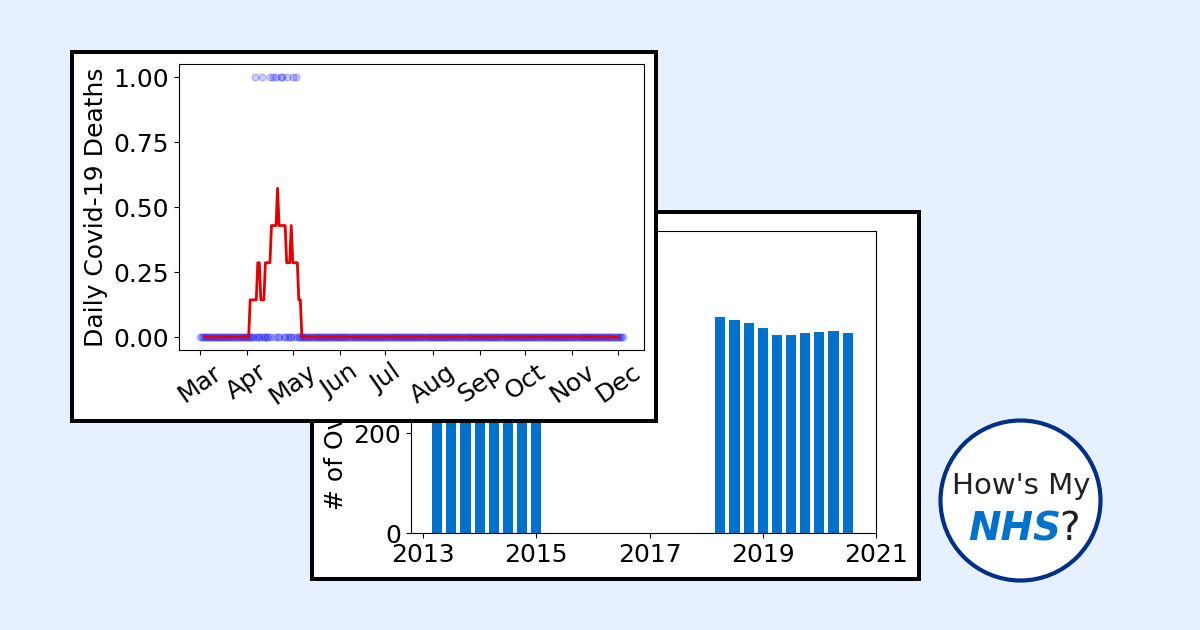 Daily Covid-19 Deaths
1.00
0.75
0.50
0.25
0.00
Mar Apr May Jun Jul Aug Sep Oct Nov Dec
# of
200
0
2013 2015 2017 2019 2021
How's My
NHS?